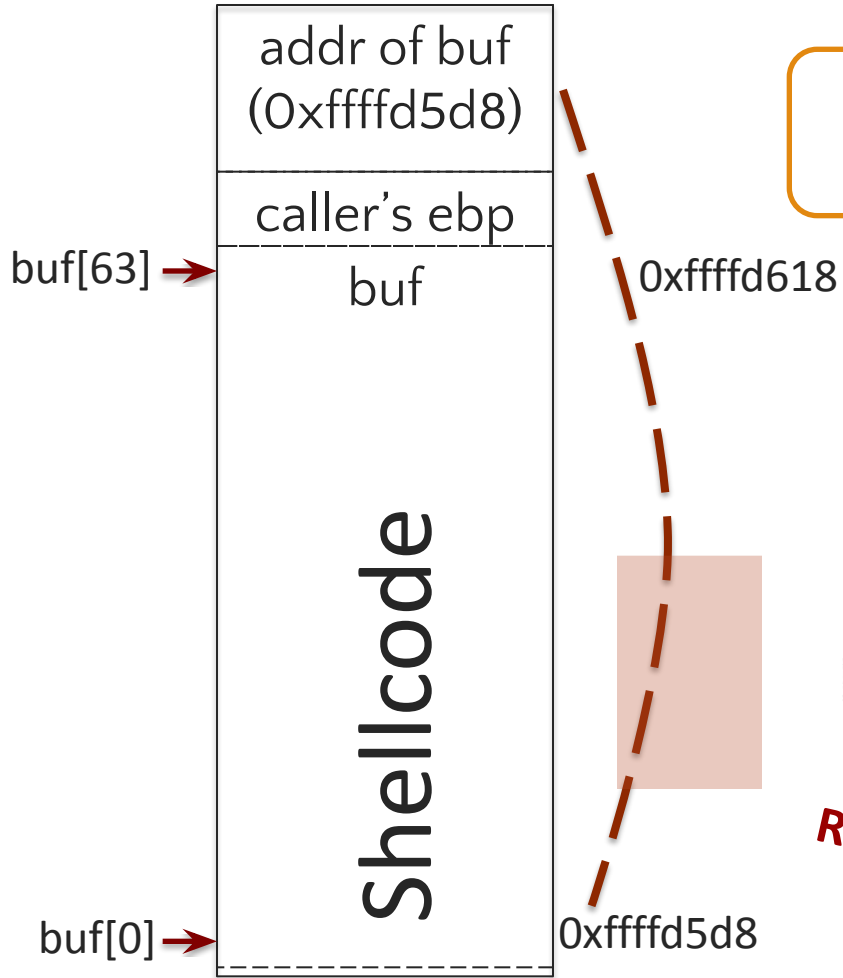 addr of buf
(0xffffd5d8)
caller's ebp
buf[63]
buf
0xffffd618
Shellcode
R
buf[0]
0xffffd5d8